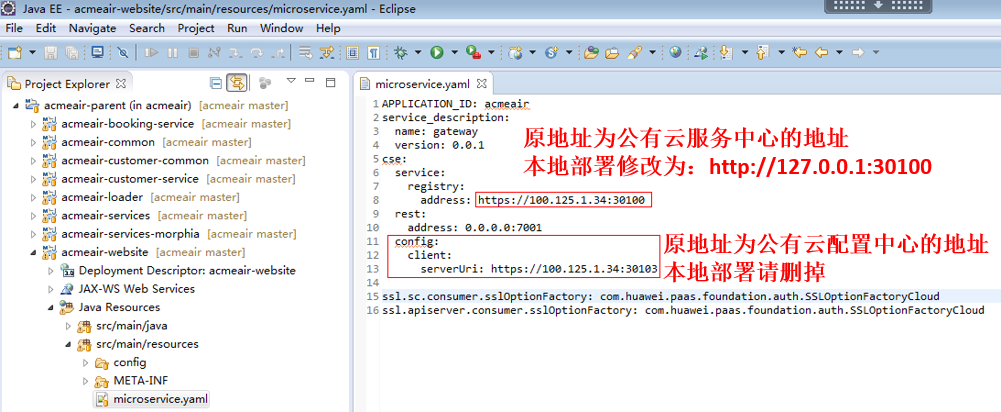 Java EE - acmeair-website/src/main/resources/microservice.yaml - Eclipse
File Edit Navigate Search Project Run Window Help
Project Explorer
microservice.yaml
acmeair-parent (in acmeair) [acmeair master]
acmeair-booking-service [acmeair master]
acmeair-common [acmeair master]
acmeair-customer-common [acmeair master]
acmeair-customer-service [acmeair master]
acmeair-loader [acmeair master]
acmeair-services [acmeair master]
acmeair-services-morphia [acmeair master]
acmeair-website [acmeair master]
Deployment Descriptor: acmeair-website
JAX-WS Web Services
Java Resources
src/main/java
src/main/resources
config
META-INF
microservice.yaml
1 APPLICATION_ID: acmeair
2 service_description:
3 name: gateway
4 version: 0.0.1
5 cse:
6 service:
7 registry:
8 address: https://100.125.1.34:30100
9 rest:
10 address: 0.0.0.0:7001
11 config:
12 client:
13 serverUri: https://100.125.1.34:30103
14
15 ssl.sc.consumer.sslOptionFactory: com.huawei.paas.foundation.auth.SSLOptionFactoryCloud
16 ssl.apiserver.consumer.sslOptionFactory: com.huawei.paas.foundation.auth.SSLOptionFactoryCloud
原地址为公有云服务中心的地址
本地部署修改为：http://127.0.0.1:30100
原地址为公有云配置中心的地址
本地部署请删掉